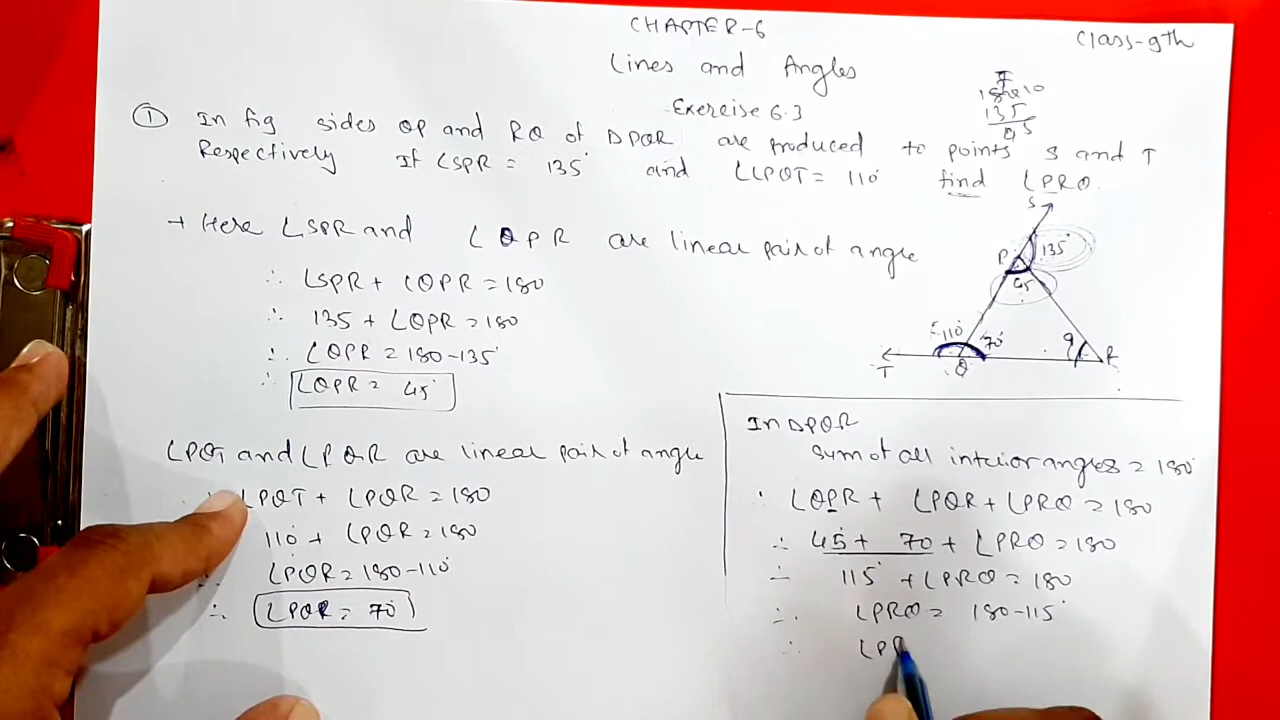 CHAPTER-6
Class-9th
Lines and Angles
Exercise 6.3
① In fig sides QP and RQ of ΔPQR are produced to points S and T
Respectively If ∠SPR = 135° and ∠∠PQT = 110° find ∠PRQ.
135
95
→ Here ∠SPR and ∠QPR are linear pair of angle
∴ ∠SPR + ∠QPR = 180
∴ 135 + ∠QPR = 180
∴ ∠QPR = 180-135°
∴ ∠QPR = 45°
S
P
135°
45
110°
70°
?
T
Q
R
∠PQT and ∠PQR are linear pair of angle
∠PQT + ∠PQR = 180
110 + ∠PQR = 180
∠PQR = 180-110°
∴ ∠PQR = 70°
In ΔPQR
Sum of all interior angles = 180°
∴ ∠QPR + ∠PQR + ∠PRQ = 180
∴ 45 + 70 + ∠PRQ = 180
∴ 115° + ∠PRQ = 180
∴ ∠PRQ = 180-115°
∴ ∠PR